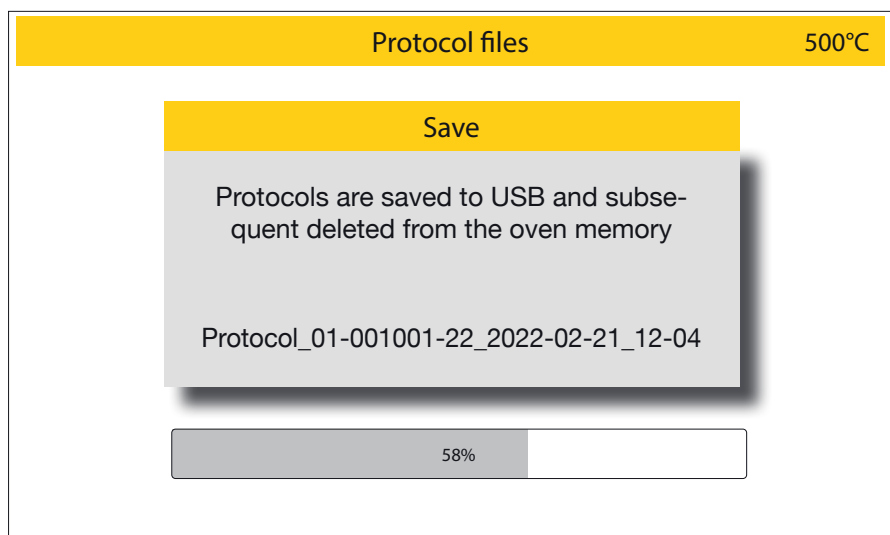 Protocol files 500°C
Save
Protocols are saved to USB and subse-
quent deleted from the oven memory
Protocol_01-001001-22_2022-02-21_12-04
58%